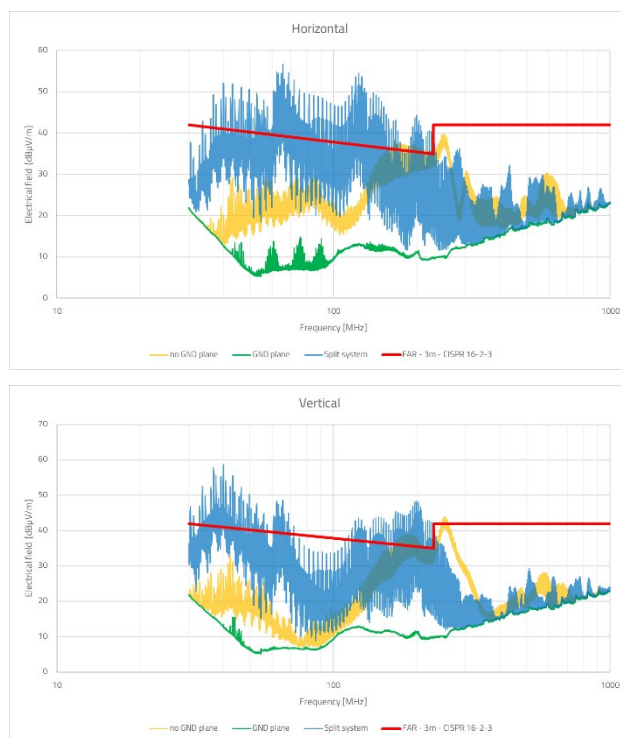 Horizontal
60
50
40
30
20
10
0
Electrical field [dBµV/m]
10
100
1000
Frequency [MHz]
no GND plane
GND plane
Split system
FAR - 3m - CISPR 16-2-3
Vertical
70
60
50
40
30
20
10
0
Electrical field [dBµV/m]
10
100
1000
Frequency [MHz]
no GND plane
GND plane
Split system
FAR - 3m - CISPR 16-2-3